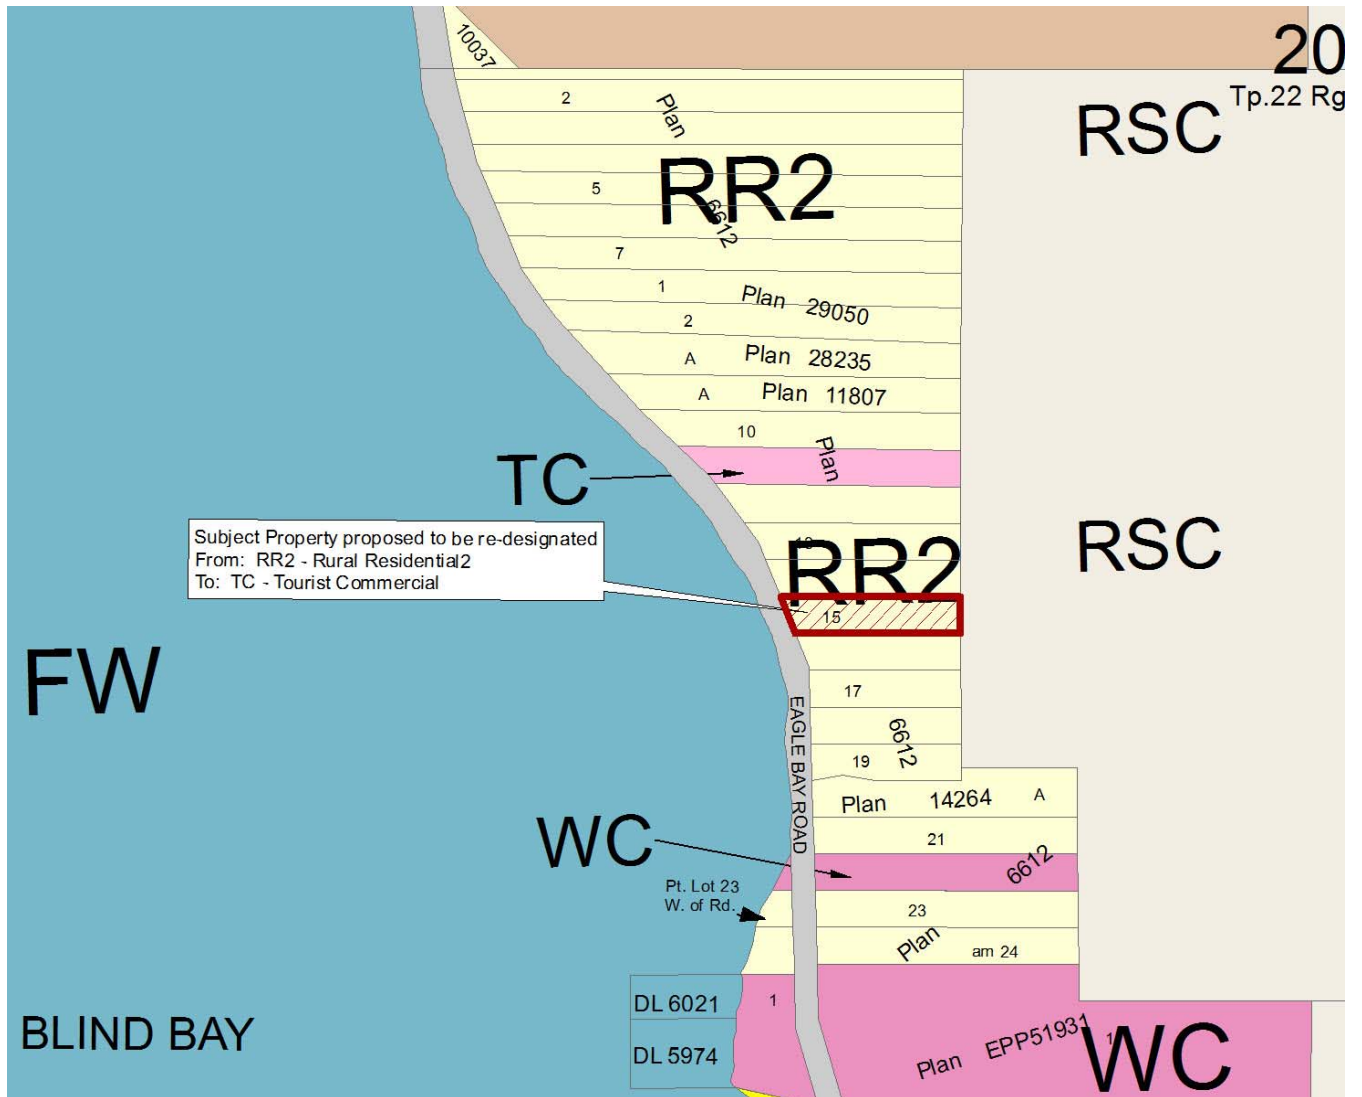 10037
20
Tp.22 Rg
RSC
2
Plan
RR2
5
6612
7
1
Plan 29050
2
A
Plan 28235
A
Plan 11807
10
Plan
TC
Subject Property proposed to be re-designated
From: RR2 - Rural Residential2
To: TC - Tourist Commercial
RR2
RSC
15
FW
17
EAGLE BAY ROAD
6612
19
Plan 14264 A
WC
21
6612
Pt. Lot 23
W. of Rd.
23
Plan
am 24
DL 6021
1
BLIND BAY
DL 5974
Plan EPP51931
WC